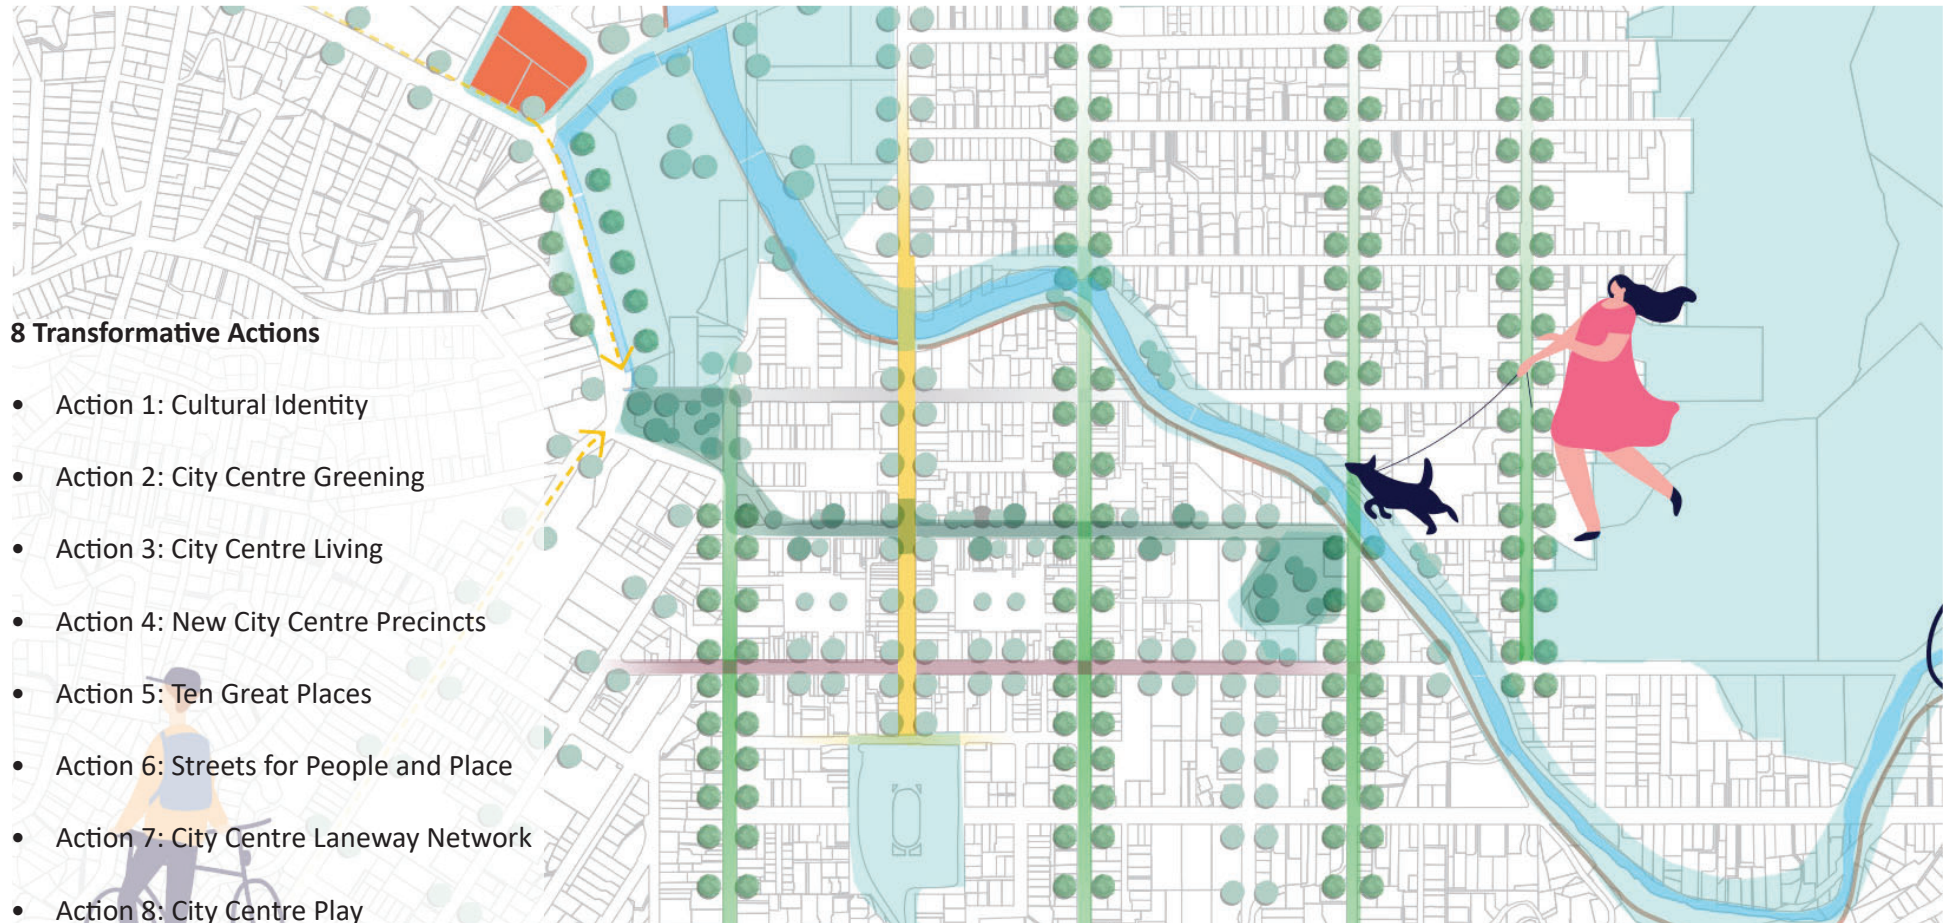 8 Transformative Actions
• Action 1: Cultural Identity
• Action 2: City Centre Greening
• Action 3: City Centre Living
• Action 4: New City Centre Precincts
• Action 5: Ten Great Places
• Action 6: Streets for People and Place
• Action 7: City Centre Laneway Network
• Action 8: City Centre Play